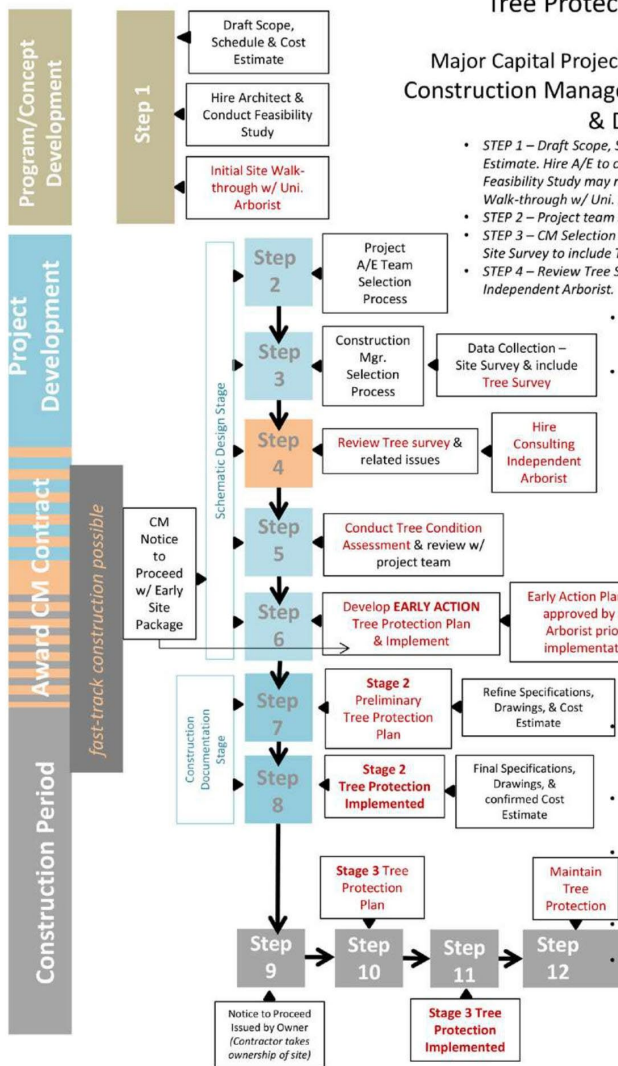 Tree Protec
Major Capital Projec
Construction Manage
& D
• STEP 1 – Draft Scope, S
Estimate. Hire A/E to c
Feasibility Study may r
Walk-through w/ Uni.
• STEP 2 – Project team
• STEP 3 – CM Selection
Site Survey to include T
• STEP 4 – Review Tree S
Independent Arborist.
Program/Concept
Development
Step 1
Draft Scope,
Schedule & Cost
Estimate
Hire Architect &
Conduct Feasibility
Study
Initial Site Walk-
through w/ Uni.
Arborist
Project
Development
Award CM Contract
Construction Period
fast-track construction possible
CM
Notice
to
Proceed
w/ Early
Site
Package
Schematic Design Stage
Step
2
Project
A/E Team
Selection
Process
Step
3
Construction
Mgr.
Selection
Process
Data Collection –
Site Survey & include
Tree Survey
Step
4
Review Tree survey &
related issues
Hire
Consulting
Independent
Arborist
Step
5
Conduct Tree Condition
Assessment & review w/
project team
Step
6
Develop EARLY ACTION
Tree Protection Plan
& Implement
Early Action Plan
approved by
Arborist prio
implementat
Construction
Documentation
Stage
Step
7
Stage 2
Preliminary
Tree Protection
Plan
Refine Specifications,
Drawings, & Cost
Estimate
Step
8
Stage 2
Tree Protection
Implemented
Final Specifications,
Drawings, &
confirmed Cost
Estimate
Stage 3 Tree
Protection
Plan
Maintain
Tree
Protection
Step
9
Step
10
Step
11
Step
12
Notice to Proceed
Issued by Owner
(Contractor takes
ownership of site)
Stage 3 Tree
Protection
Implemented